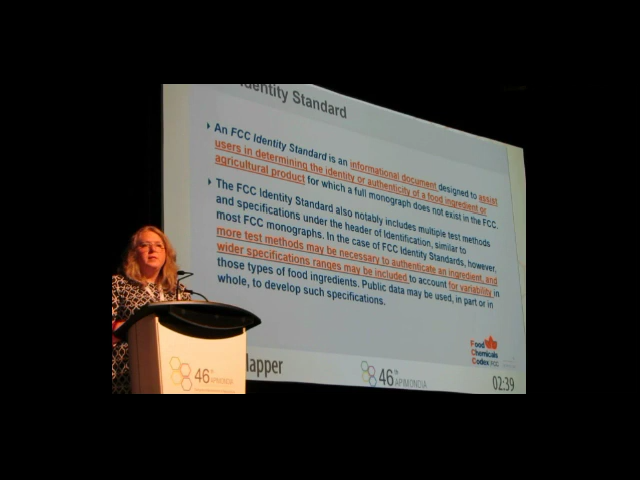 Identity Standard
An FCC Identity Standard is an informational document designed to assist
users in determining the identity or authenticity of a food ingredient or
agricultural product for which a full monograph does not exist in the FCC.
The FCC Identity Standard also notably includes multiple test methods
and specifications under the header of Identification, similar to
most FCC monographs. In the case of FCC Identity Standards, however,
more test methods may be necessary to authenticate an ingredient, and
wider specifications ranges may be included to account for variability in
those types of food ingredients. Public data may be used, in part or in
whole, to develop such specifications.
Food
Chemicals
Codex
lapper
46th
APIMONDIA
02:39
46th
APIMONDIA